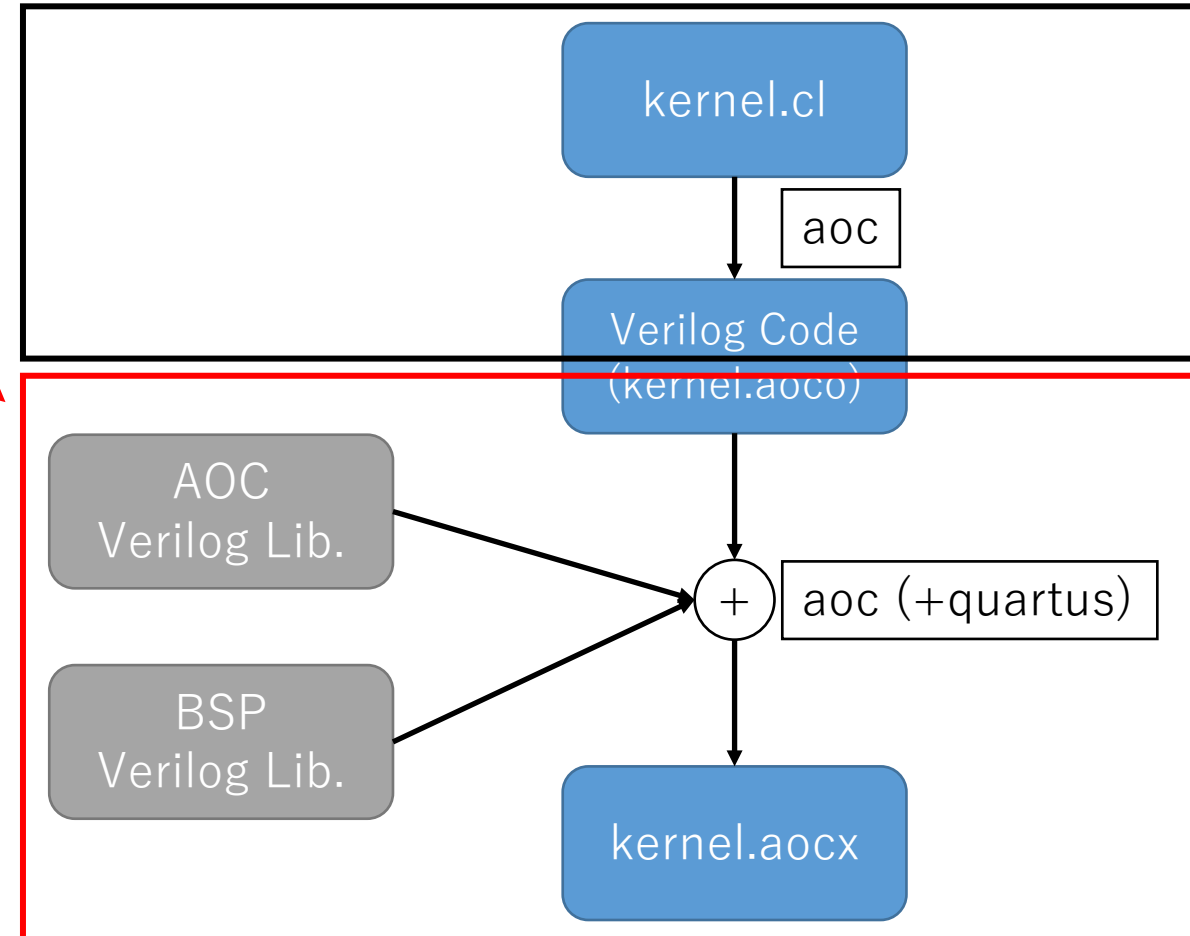 kernel.cl
aoc
Verilog Code
(kernel.aoco)
AOC
Verilog Lib.
+
aoc (+quartus)
BSP
Verilog Lib.
kernel.aocx